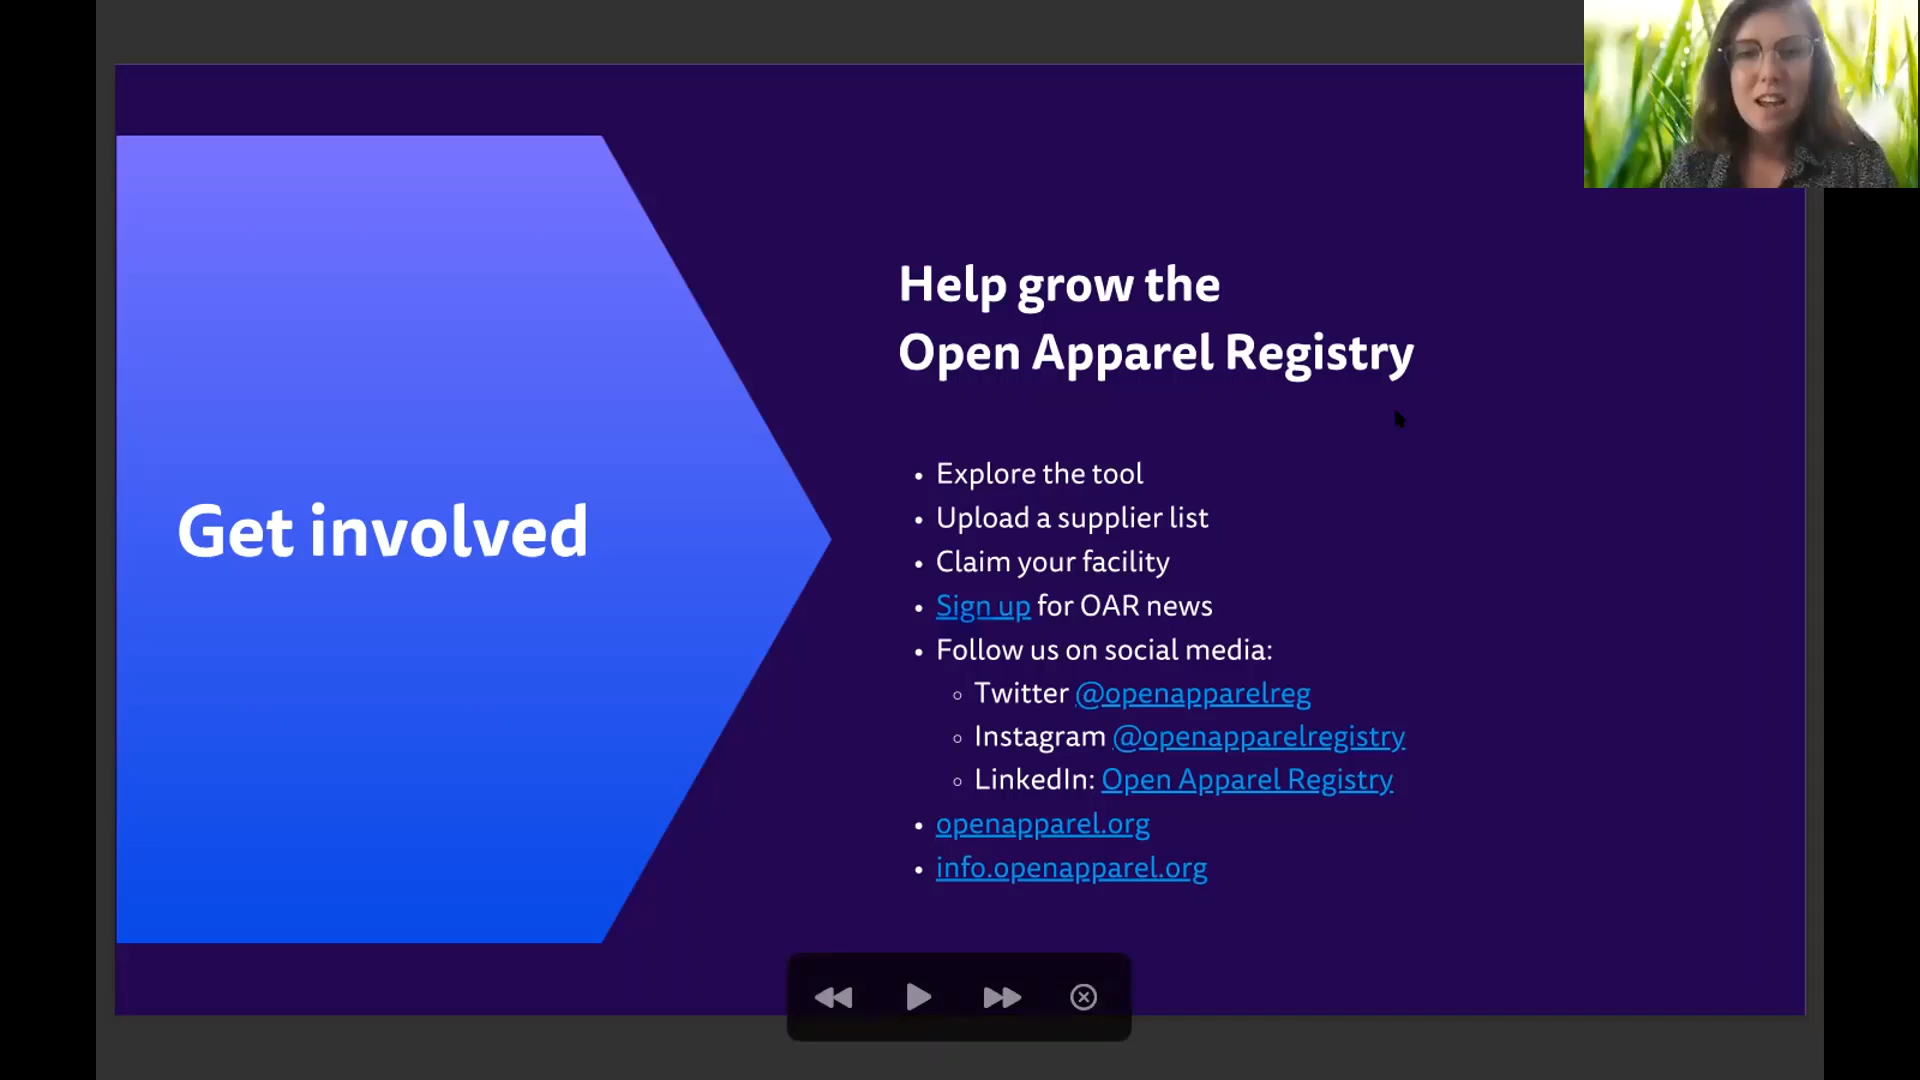 Get involved
Help grow the
Open Apparel Registry
• Explore the tool
• Upload a supplier list
• Claim your facility
• Sign up for OAR news
• Follow us on social media:
◦ Twitter @openapparelreg
◦ Instagram @openapparelregistry
◦ LinkedIn: Open Apparel Registry
• openapparel.org
• info.openapparel.org